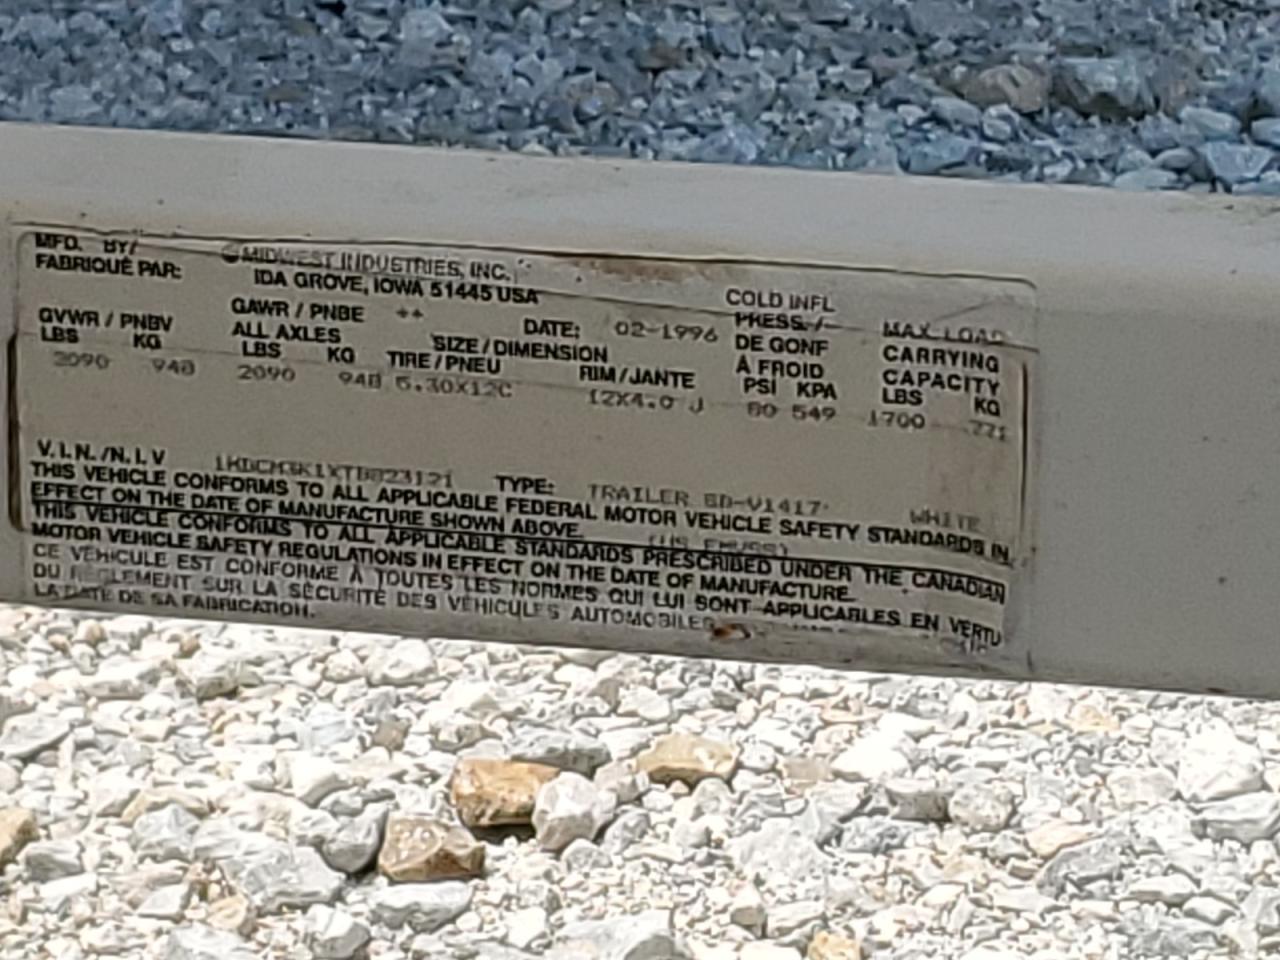 MFD. BY/ MIDWEST INDUSTRIES, INC.
FABRIQUÉ PAR: IDA GROVE, IOWA 51445 USA
GVWR / PNBV GAWR / PNBE ++ DATE: 02-1996 COLD INFL PRESS. / MAX LOAD
LBS KG ALL AXLES SIZE / DIMENSION DE GONF CARRYING
LBS KG TIRE / PNEU RIM / JANTE À FROID CAPACITY
PSI KPA LBS KG
2090 948 2090 948 5.30X12C 12X4.0 J 80 549 1700 771
V.I.N. /N.I.V TYPE: TRAILER WHITE
THIS VEHICLE CONFORMS TO ALL APPLICABLE FEDERAL MOTOR VEHICLE SAFETY STANDARDS IN
EFFECT ON THE DATE OF MANUFACTURE SHOWN ABOVE. (US FMVSS)
THIS VEHICLE CONFORMS TO ALL APPLICABLE STANDARDS PRESCRIBED UNDER THE CANADIAN
MOTOR VEHICLE SAFETY REGULATIONS IN EFFECT ON THE DATE OF MANUFACTURE.
CE VÉHICULE EST CONFORME À TOUTES LES NORMES QUI LUI SONT APPLICABLES EN VERTU
DU RÈGLEMENT SUR LA SÉCURITÉ DES VÉHICULES AUTOMOBILES
LA DATE DE SA FABRICATION.